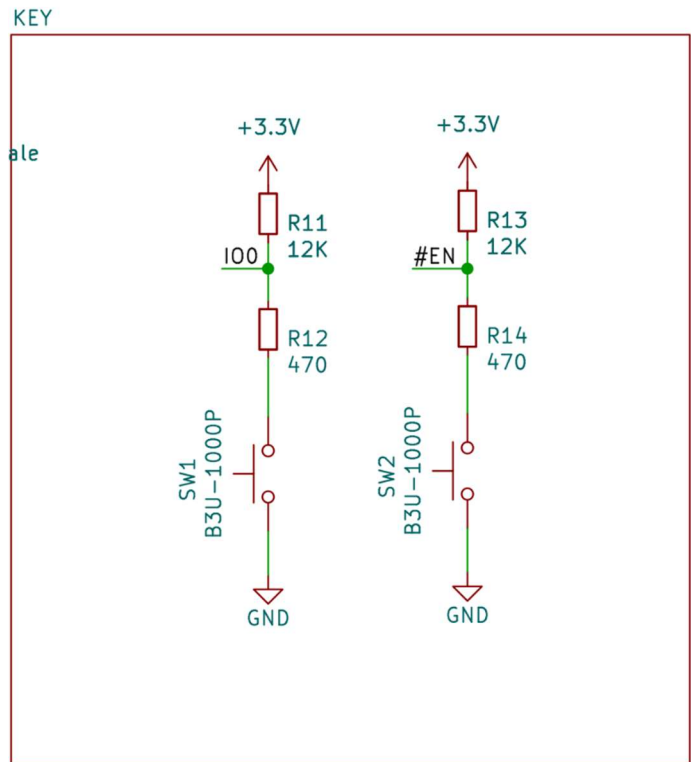 KEY
ale
+3.3V
R11
12K
IO0
R12
470
SW1
B3U-1000P
GND
+3.3V
R13
12K
#EN
R14
470
SW2
B3U-1000P
GND